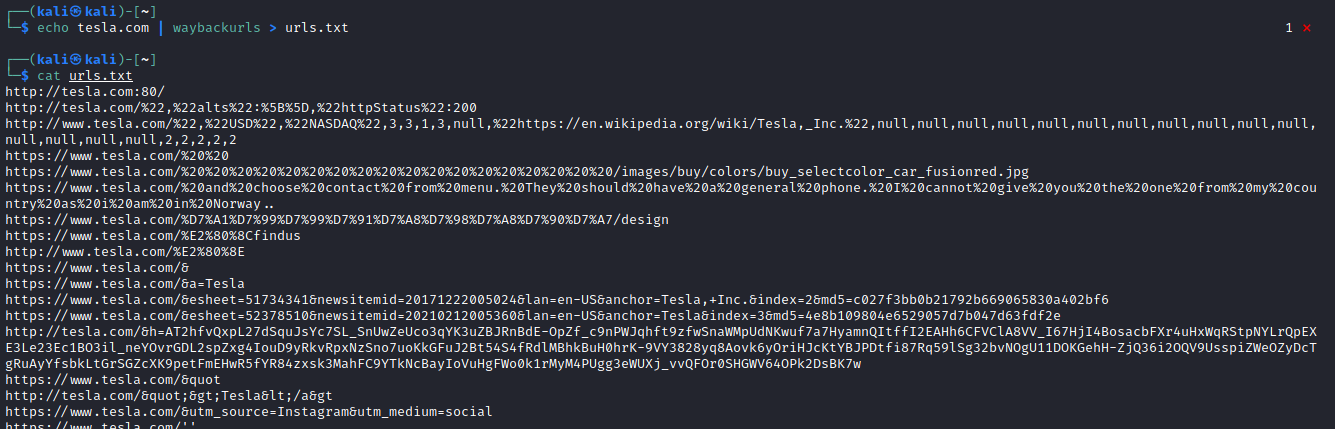 ┌──(kali㉿kali)-[~]
└─$ echo tesla.com | waybackurls > urls.txt 1 ⨯
┌──(kali㉿kali)-[~]
└─$ cat urls.txt
http://tesla.com:80/
http://tesla.com/%22,%22alts%22:%5B%5D,%22httpStatus%22:200
http://www.tesla.com/%22,%22USD%22,%22NASDAQ%22,3,3,1,3,null,%22https://en.wikipedia.org/wiki/Tesla,_Inc.%22,null,null,null,null,null,null,null,null,null,null,null,
null,null,null,null,2,2,2,2,2
https://www.tesla.com/%20%20
https://www.tesla.com/%20%20%20%20%20%20%20%20%20%20%20%20%20%20%20%20%20%20/images/buy/colors/buy_selectcolor_car_fusionred.jpg
https://www.tesla.com/%20and%20choose%20contact%20from%20menu.%20They%20should%20have%20a%20general%20phone.%20I%20cannot%20give%20you%20the%20one%20from%20my%20cou
ntry%20as%20i%20am%20in%20Norway..
https://www.tesla.com/%D7%A1%D7%99%D7%99%D7%91%D7%A8%D7%98%D7%A8%D7%90%D7%A7/design
https://www.tesla.com/%E2%80%8Cfindus
http://www.tesla.com/%E2%80%8E
https://www.tesla.com/&
https://www.tesla.com/&a=Tesla
https://www.tesla.com/&esheet=51734341&newsitemid=20171222005024&lan=en-US&anchor=Tesla,+Inc.&index=2&md5=c027f3bb0b21792b669065830a402bf6
https://www.tesla.com/&esheet=52378510&newsitemid=20210212005360&lan=en-US&anchor=Tesla&index=3&md5=4e8b109804e6529057d7b047d63fdf2e
http://tesla.com/&h=AT2hfvQxpL27dSquJsYc7SL_SnUwZeUco3qYK3uZBJRnBdE-OpZf_c9nPWJqhft9zfwSnaWMpUdNKwuf7a7HyamnQItffI2EAHh6CFVClA8VV_I67HjI4BosacbFXr4uHxWqRStpNYLrQpEX
E3Le23Ec1BO3il_neYOvrGDL2spZxg4IouD9yRkvRpxNzSno7uoKkGFuJ2Bt54S4fRdlMBhkBuH0hrK-9VY3828yq8Aovk6yOriHJcKtYBJPDtfi87Rq59lSg32bvNOgU11DOKGehH-ZjQ36i2OQV9UsspiZWeOZyDcT
gRuAyYfsbkLtGrSGZcXK9petFmEHwR5fYR84zxsk3MahFC9YTkNcBayIoVuHgFWo0k1rMyM4PUgg3eWUXj_vvQFOr0SHGWV64OPk2DsBK7w
https://www.tesla.com/&quot
http://tesla.com/&quot;&gt;Tesla&lt;/a&gt
https://www.tesla.com/&utm_source=Instagram&utm_medium=social
https://www.tesla.com/''